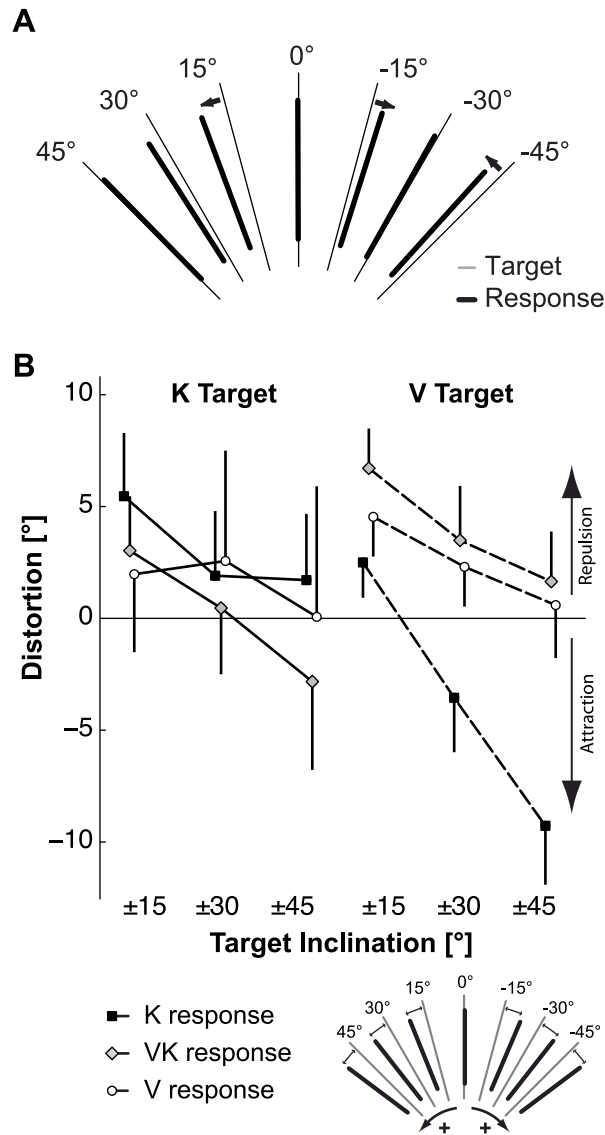 A
0°
15°
-15°
30°
-30°
45°
-45°
Target
Response
B
K Target
V Target
10
5
0
−5
−10
Distortion [°]
Repulsion
Attraction
±15
±30
±45
±15
±30
±45
Target Inclination [°]
K response
VK response
V response
0°
15°
-15°
30°
-30°
45°
-45°
+
+